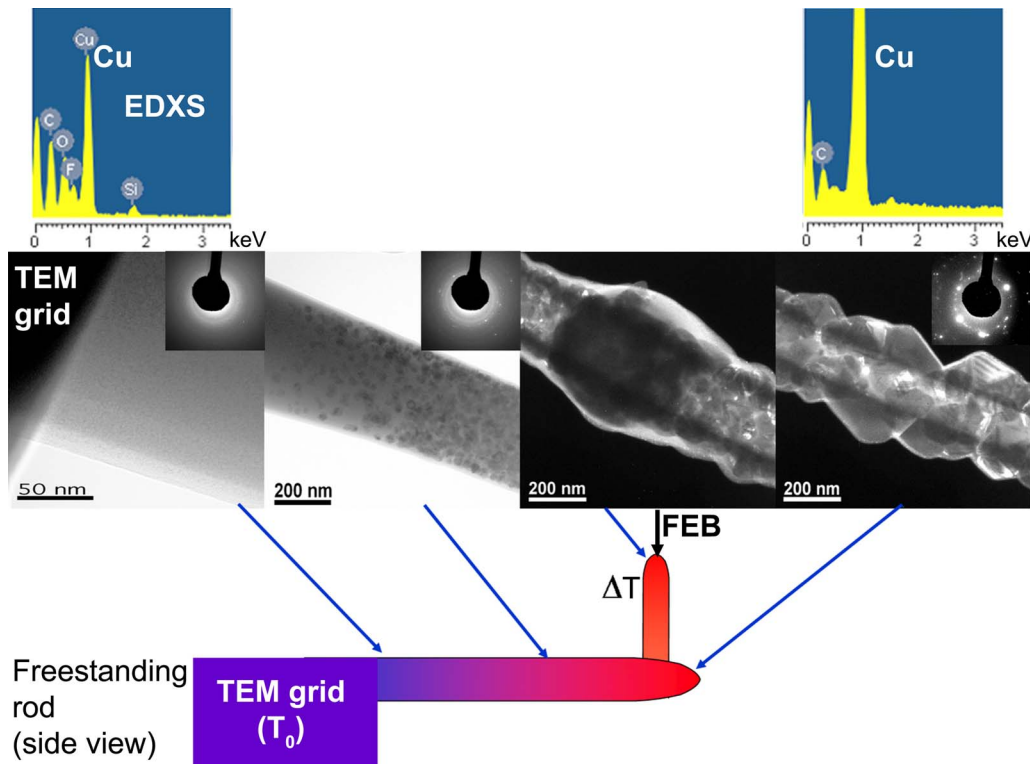 Cu
Cu
EDXS
C
O
F
Si
0 1 2 3 keV
Cu
C
0 1 2 3 keV
TEM
grid
50 nm
200 nm
200 nm
200 nm
FEB
ΔT
Freestanding
rod
(side view)
TEM grid
(T₀)